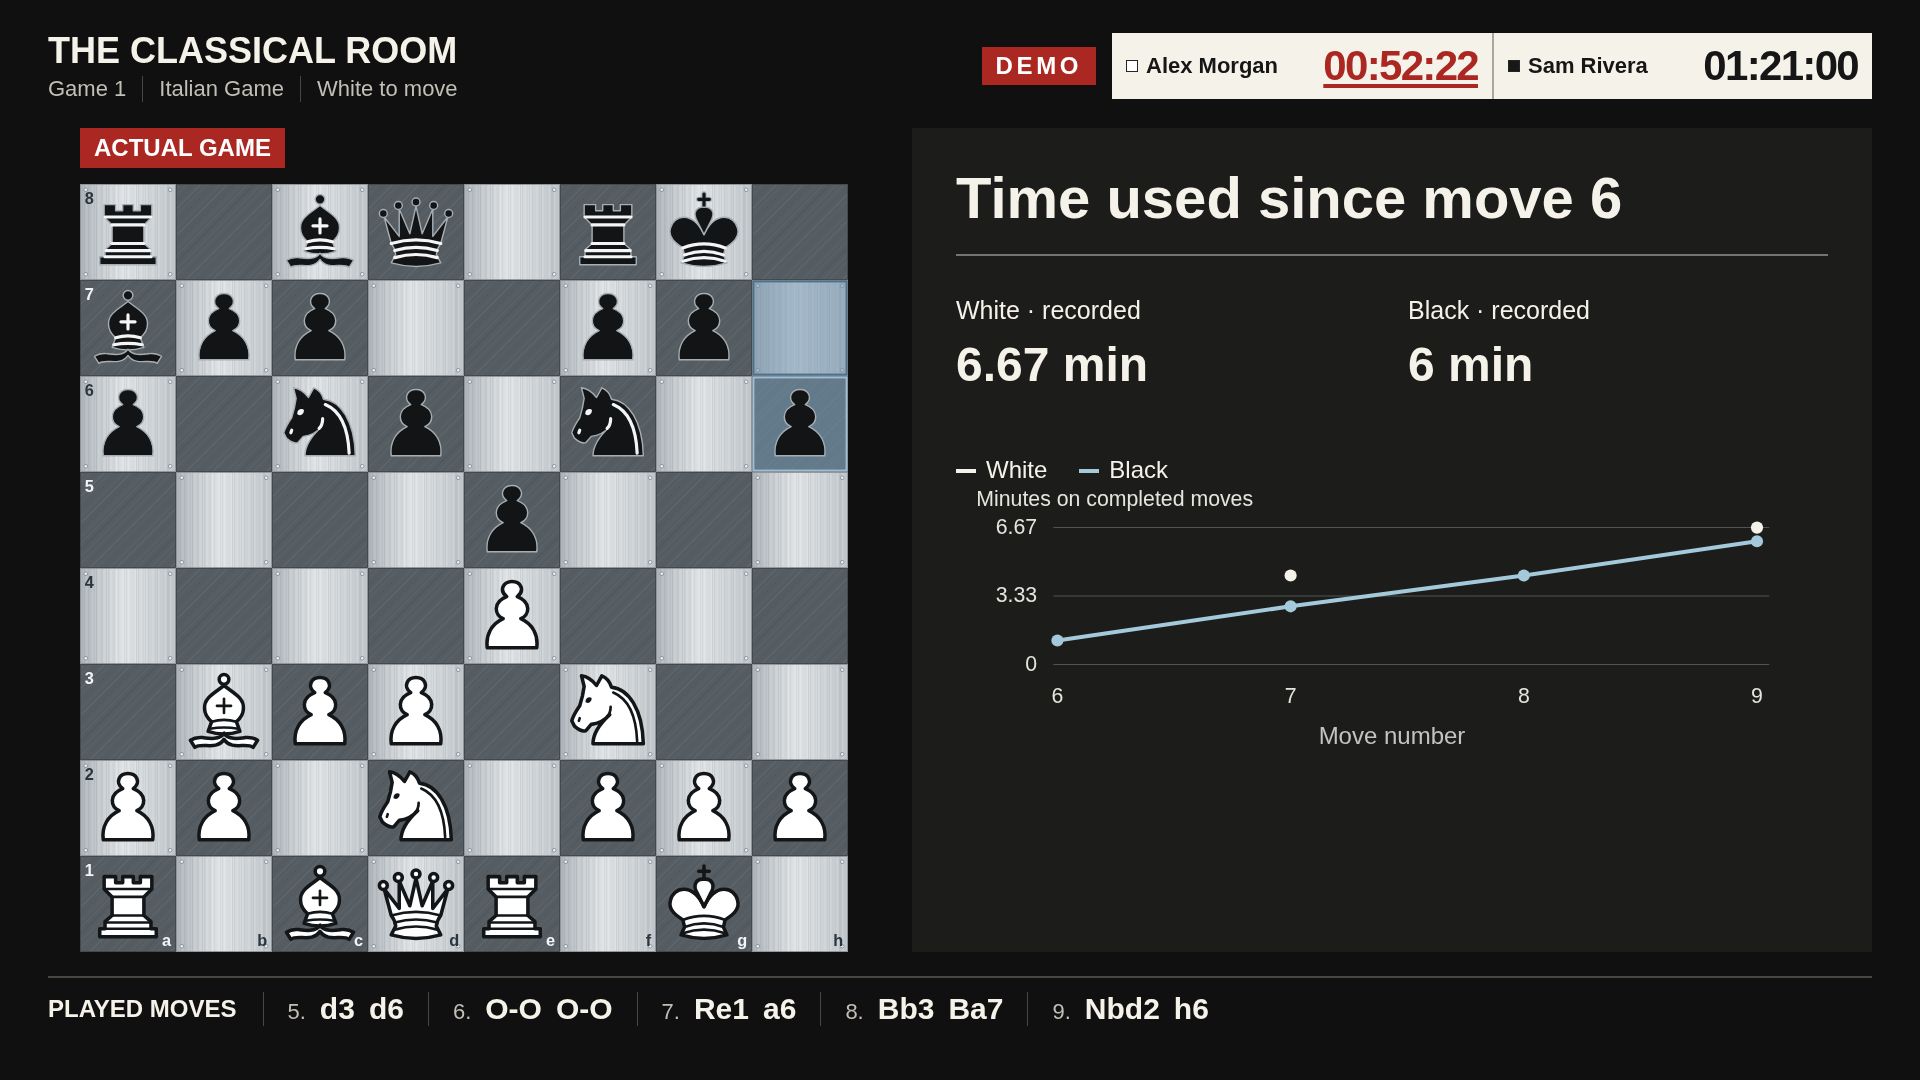 THE CLASSICAL ROOM
Game 1 Italian Game White to move
DEMO
Alex Morgan 00:52:22
Sam Rivera 01:21:00
ACTUAL GAME
8
7
6
5
4
3
2
1
a b c d e f g h
Time used since move 6
White · recorded
6.67 min
Black · recorded
6 min
White Black
Minutes on completed moves
6.67
3.33
0
6 7 8 9
Move number
PLAYED MOVES 5. d3 d6 6. O-O O-O 7. Re1 a6 8. Bb3 Ba7 9. Nbd2 h6